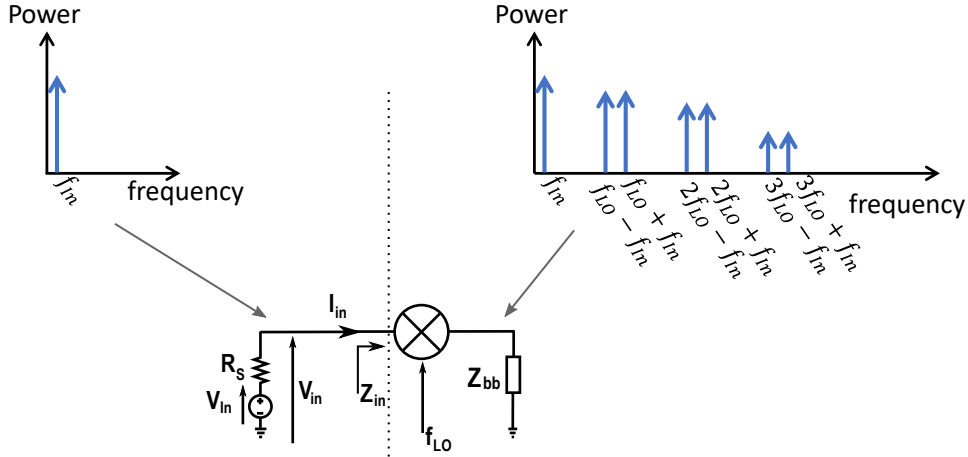 Power
f_In
frequency
Power
f_In
f_LO − f_In
f_LO + f_In
2f_LO − f_In
2f_LO + f_In
3f_LO − f_In
3f_LO + f_In
frequency
I_in
R_S
V_In
V_in
Z_in
f_LO
Z_bb
+
-